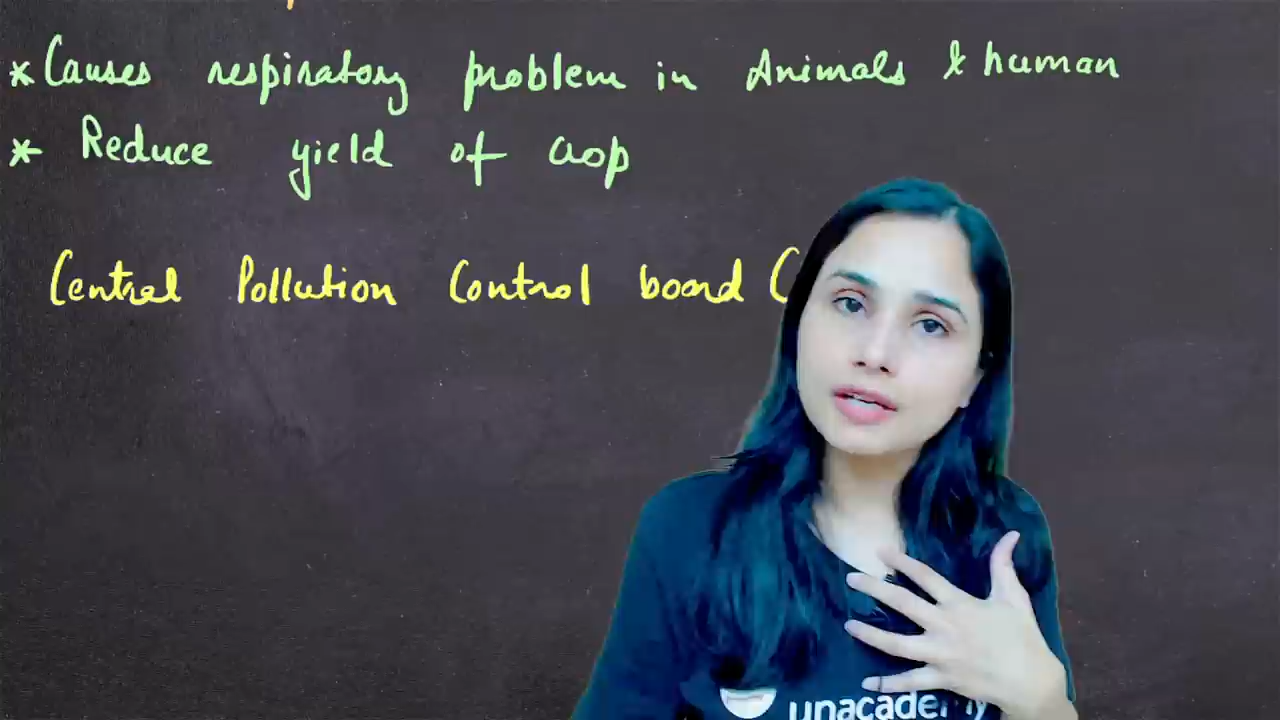 * Causes respiratory problem in Animals & human
* Reduce yield of crop
Central Pollution Control board (
unacademy